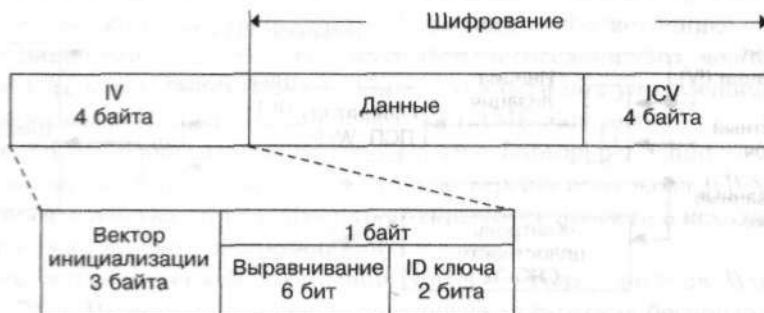 Шифрование
IV
4 байта
Данные
ICV
4 байта
Вектор
инициализации
3 байта
1 байт
Выравнивание
6 бит
ID ключа
2 бита